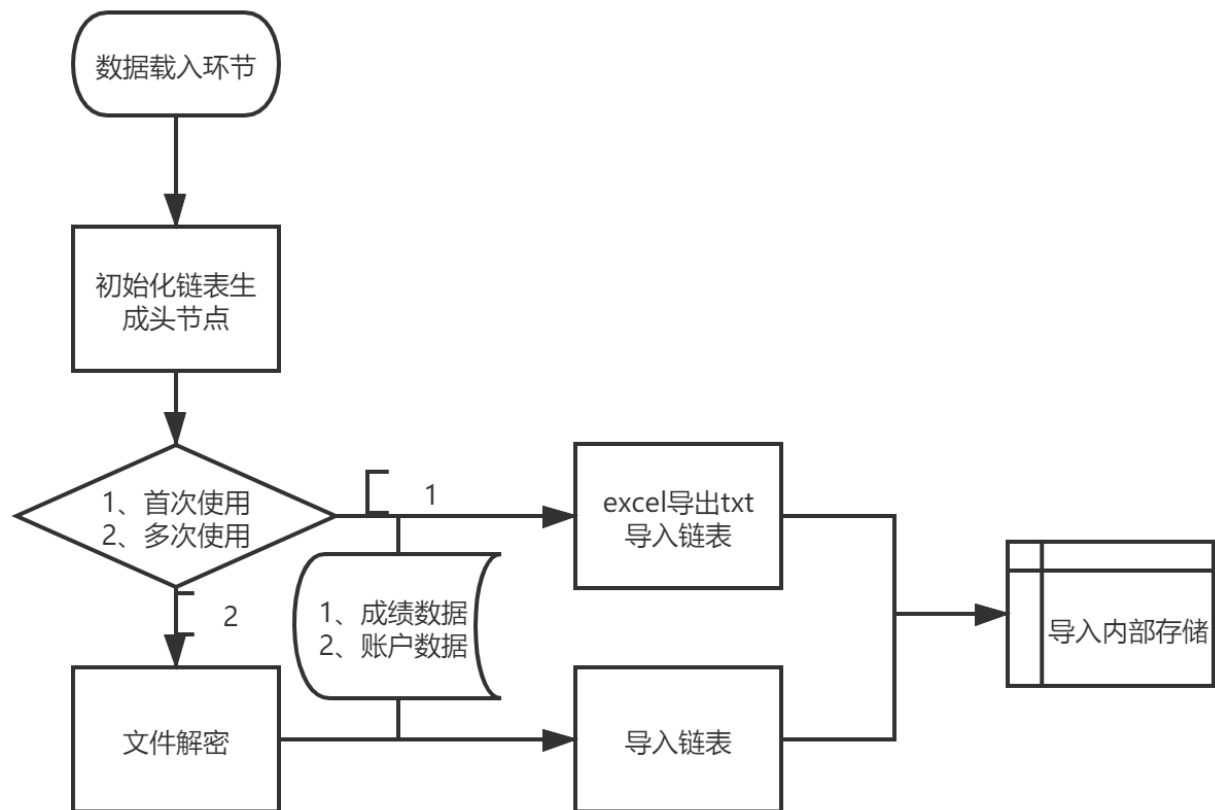 数据载入环节
初始化链表生
成头节点
1、首次使用
2、多次使用
1
excel导出txt
导入链表
2
1、成绩数据
2、账户数据
导入内部存储
文件解密
导入链表